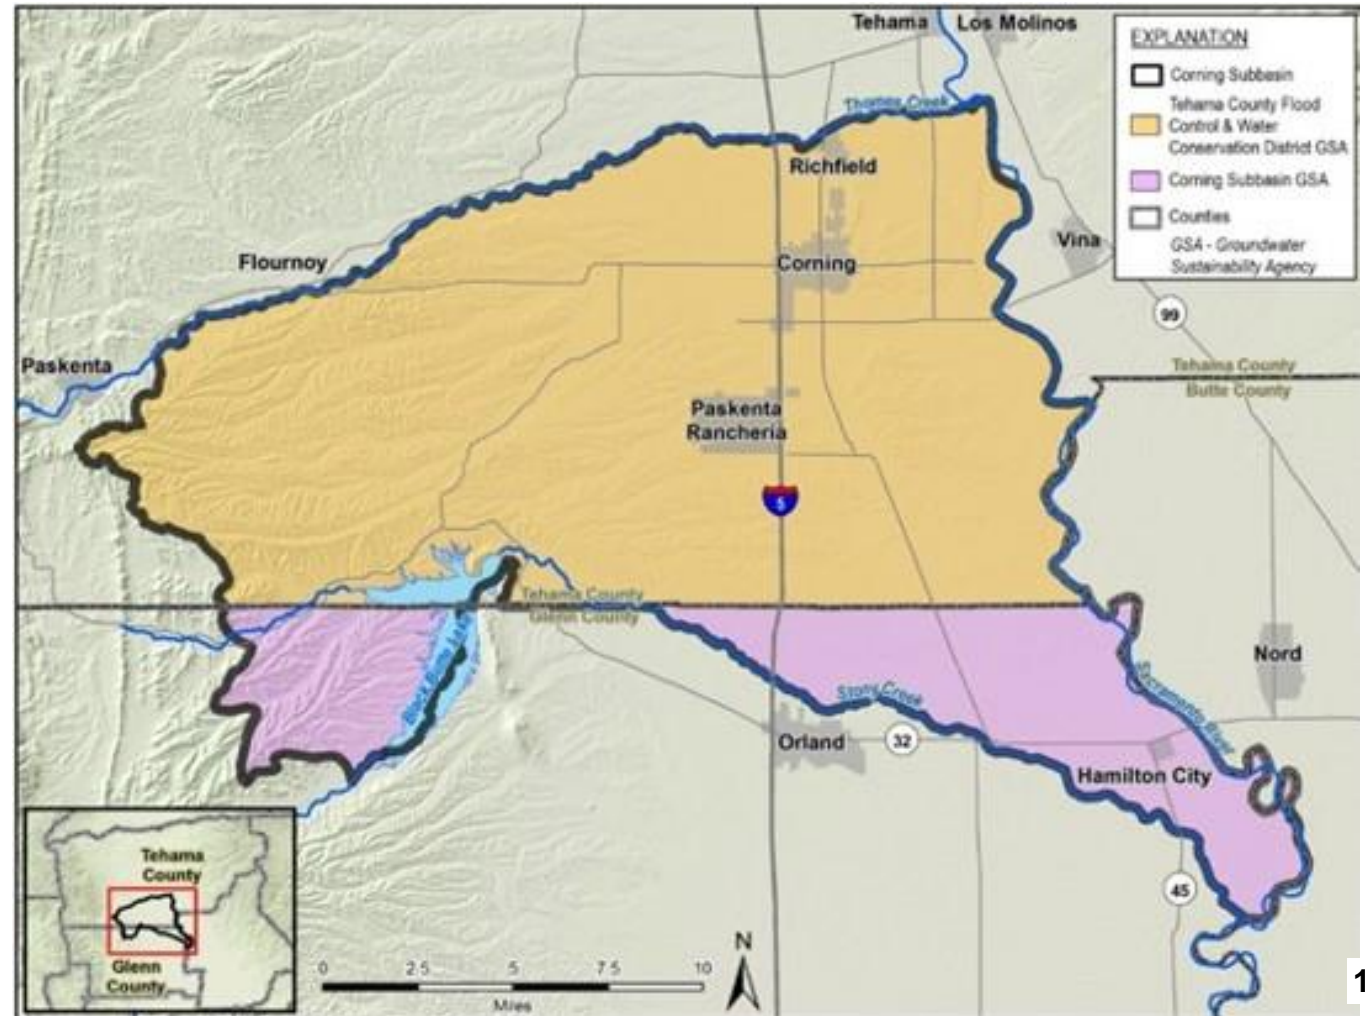 Tehama
Los Molinos
EXPLANATION
Corning Subbasin
Tehama County Flood
Control & Water
Conservation District GSA
Corning Subbasin GSA
Counties
GSA - Groundwater
Sustainability Agency
Thomes Creek
Richfield
Vina
Flournoy
Corning
99
Paskenta
Tehama County
Butte County
Paskenta
Rancheria
5
Tehama County
Glenn County
Black Butte Lake
Nord
Stony Creek
Sacramento River
Orland
32
Hamilton City
45
Tehama
County
Glenn
County
N
0 2.5 5 7.5 10
Miles
1